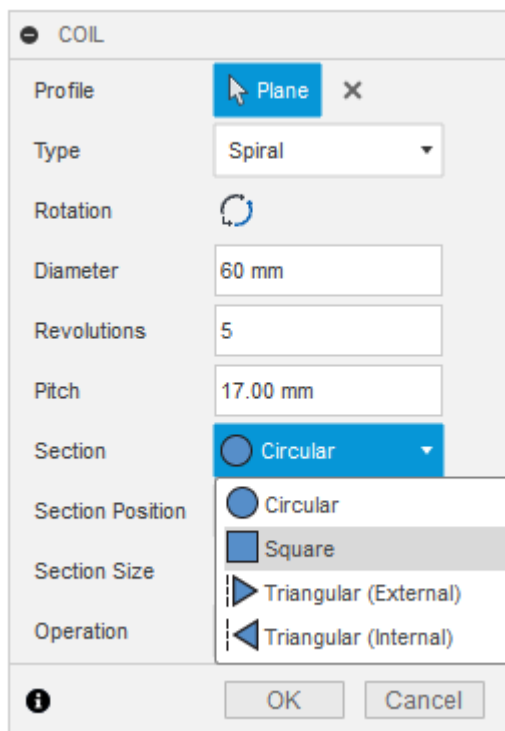 COIL
Profile Plane
Type Spiral
Rotation
Diameter 60 mm
Revolutions 5
Pitch 17.00 mm
Section Circular
Section Position Circular
Square
Section Size Triangular (External)
Operation Triangular (Internal)
OK Cancel